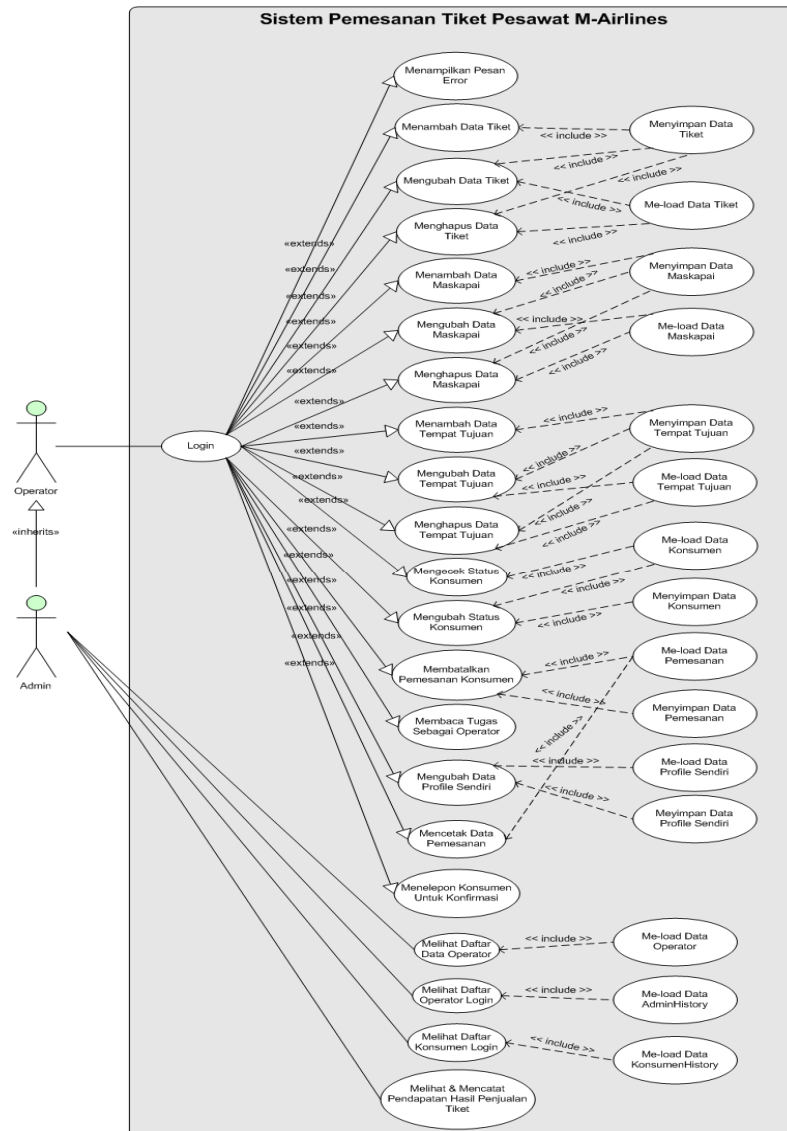 Sistem Pemesanan Tiket Pesawat M-Airlines
Menampilkan Pesan
Error
Menambah Data Tiket
Menyimpan Data
Tiket
<< include >>
Mengubah Data Tiket
<< include >>
<< include >>
Me-load Data Tiket
<< include >>
Menghapus Data
Tiket
<< include >>
«extends»
Menambah Data
Maskapai
<< include >>
Menyimpan Data
Maskapai
«extends»
<< include >>
«extends»
Mengubah Data
Maskapai
<< include >>
Me-load Data
Maskapai
«extends»
<< include >>
«extends»
<< include >>
Menghapus Data
Maskapai
«extends»
«extends»
Menambah Data
Tempat Tujuan
<< include >>
Menyimpan Data
Tempat Tujuan
Operator
Login
«extends»
<< include >>
Mengubah Data
Tempat Tujuan
<< include >>
Me-load Data
Tempat Tujuan
«extends»
«extends»
Menghapus Data
Tempat Tujuan
<< include >>
<< include >>
«inherits»
«extends»
Me-load Data
Konsumen
Mengecek Status
Konsumen
<< include >>
«extends»
<< include >>
Menyimpan Data
Konsumen
«extends»
Mengubah Status
Konsumen
<< include >>
«extends»
«extends»
Me-load Data
Pemesanan
Admin
«extends»
Membatalkan
Pemesanan Konsumen
<< include >>
<< include >>
Menyimpan Data
Pemesanan
Membaca Tugas
Sebagai Operator
<< include >>
Mengubah Data
Profile Sendiri
<< include >>
Me-load Data
Profile Sendiri
<< include >>
Meyimpan Data
Profile Sendiri
Mencetak Data
Pemesanan
Menelepon Konsumen
Untuk Konfirmasi
Melihat Daftar
Data Operator
<< include >>
Me-load Data
Operator
Melihat Daftar
Operator Login
<< include >>
Me-load Data
AdminHistory
Melihat Daftar
Konsumen Login
<< include >>
Me-load Data
KonsumenHistory
Melihat & Mencatat
Pendapatan Hasil Penjualan
Tiket